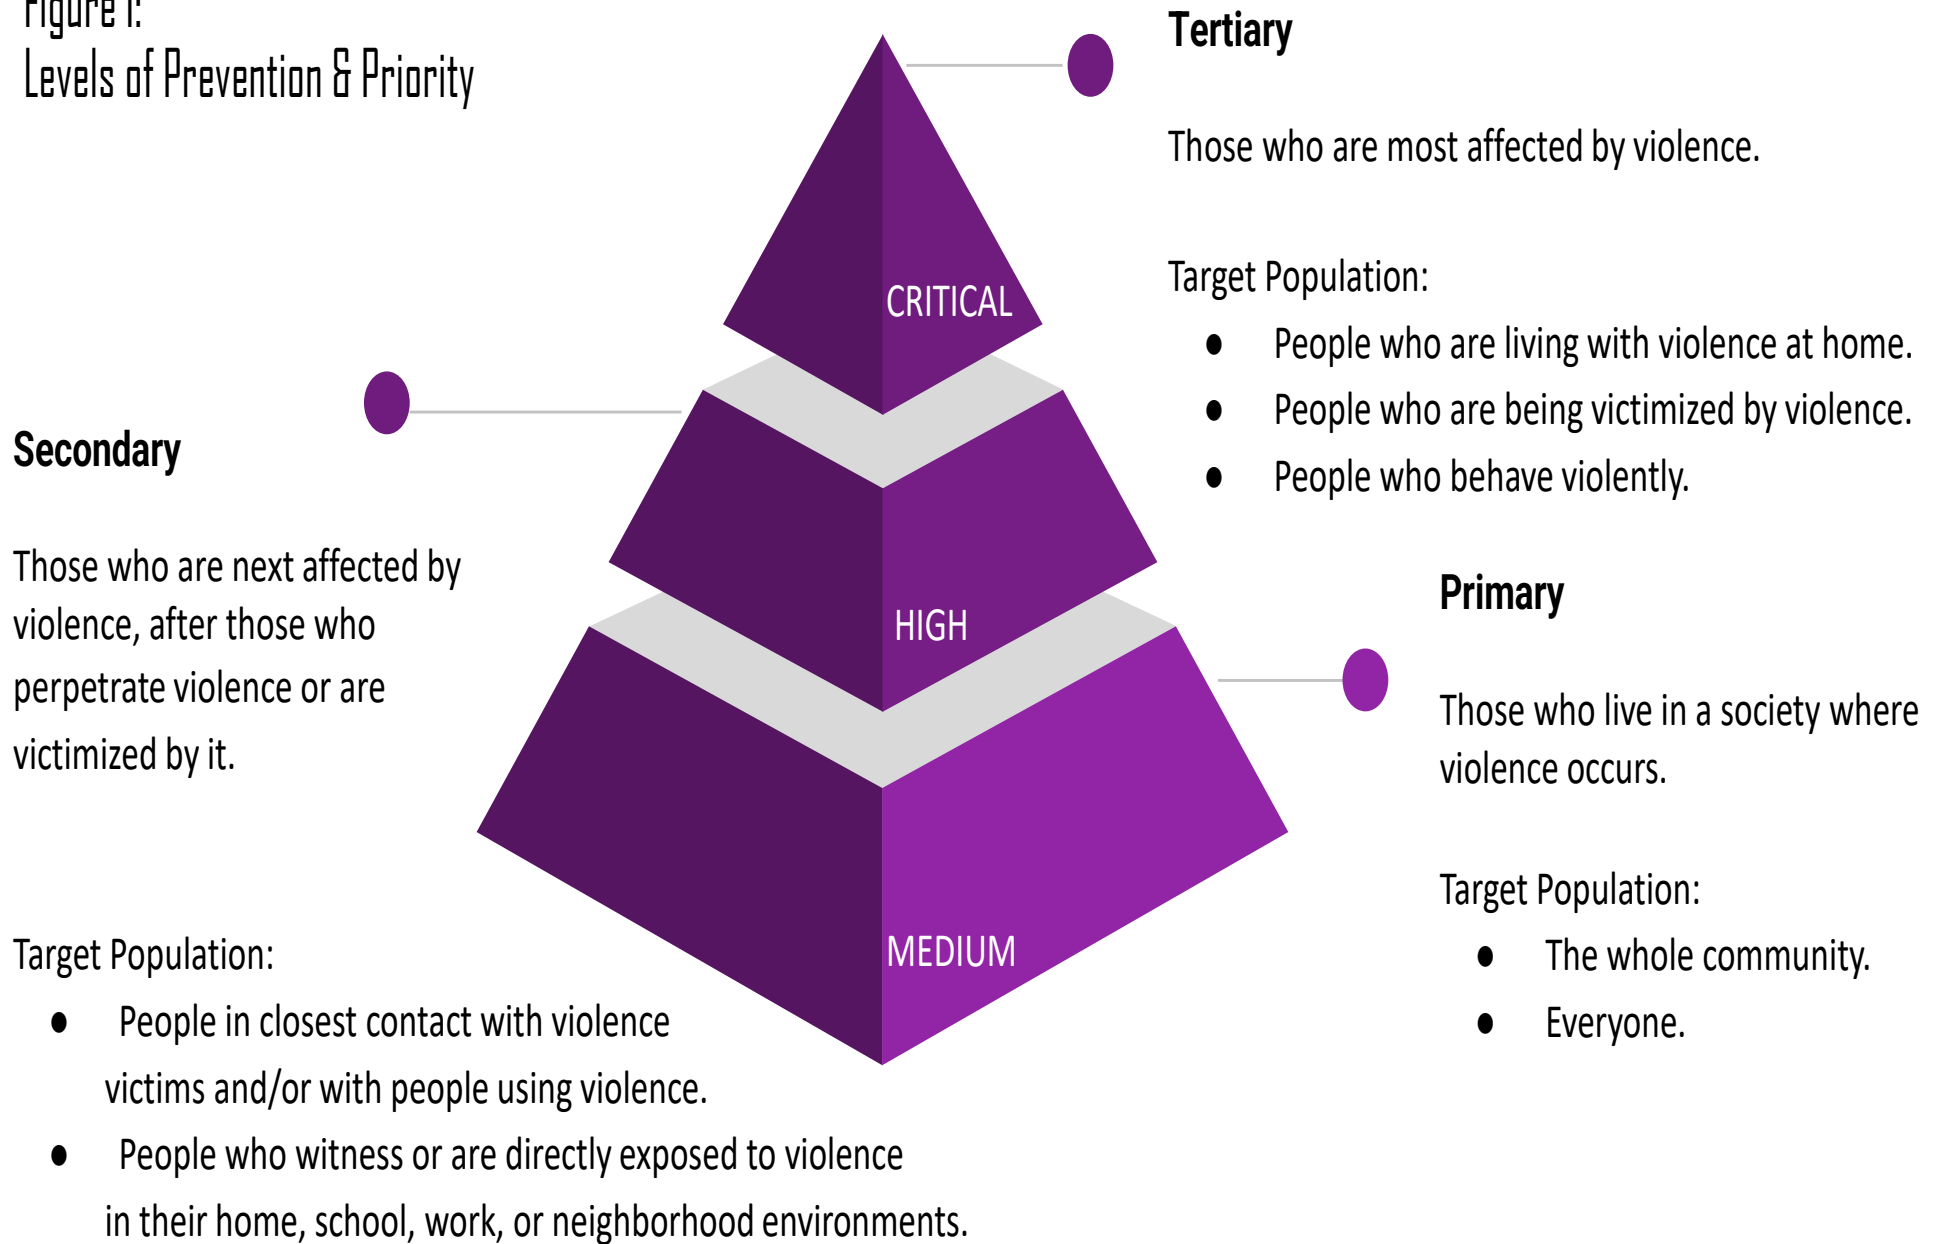 Figure 1:
Levels of Prevention & Priority
Tertiary
Those who are most affected by violence.
Target Population:
● People who are living with violence at home.
● People who are being victimized by violence.
● People who behave violently.
CRITICAL
Secondary
Those who are next affected by
violence, after those who
perpetrate violence or are
victimized by it.
Target Population:
● People in closest contact with violence
victims and/or with people using violence.
● People who witness or are directly exposed to violence
in their home, school, work, or neighborhood environments.
HIGH
Primary
Those who live in a society where
violence occurs.
Target Population:
● The whole community.
● Everyone.
MEDIUM